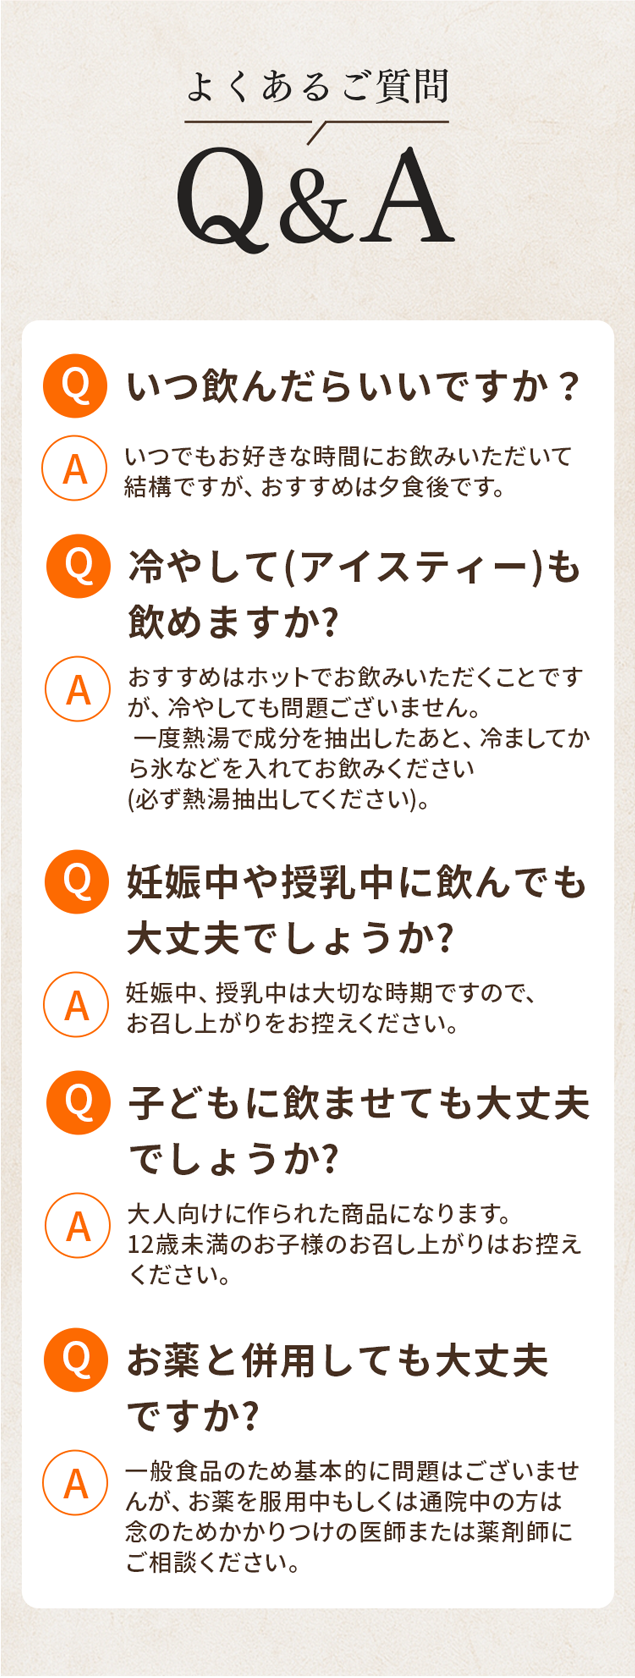 よくあるご質問
Q&A
Q いつ飲んだらいいですか？
A いつでもお好きな時間にお飲みいただいて
結構ですが、おすすめは夕食後です。
Q 冷やして(アイスティー)も
飲めますか?
A おすすめはホットでお飲みいただくことです
が、冷やしても問題ございません。
一度熱湯で成分を抽出したあと、冷ましてか
ら氷などを入れてお飲みください
(必ず熱湯抽出してください)。
Q 妊娠中や授乳中に飲んでも
大丈夫でしょうか?
A 妊娠中、授乳中は大切な時期ですので、
お召し上がりをお控えください。
Q 子どもに飲ませても大丈夫
でしょうか?
A 大人向けに作られた商品になります。
12歳未満のお子様のお召し上がりはお控え
ください。
Q お薬と併用しても大丈夫
ですか?
A 一般食品のため基本的に問題はございませ
んが、お薬を服用中もしくは通院中の方は
念のためかかりつけの医師または薬剤師に
ご相談ください。